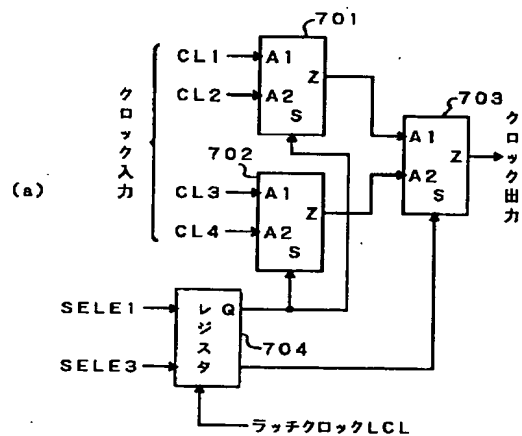 701
CL1
A1
Z
CL2
A2
S
クロック入力
(a)
702
CL3
A1
Z
CL4
A2
S
703
A1
Z
A2
S
クロック出力
SELE1
レジスタ
Q
704
SELE3
ラッチクロックLCL